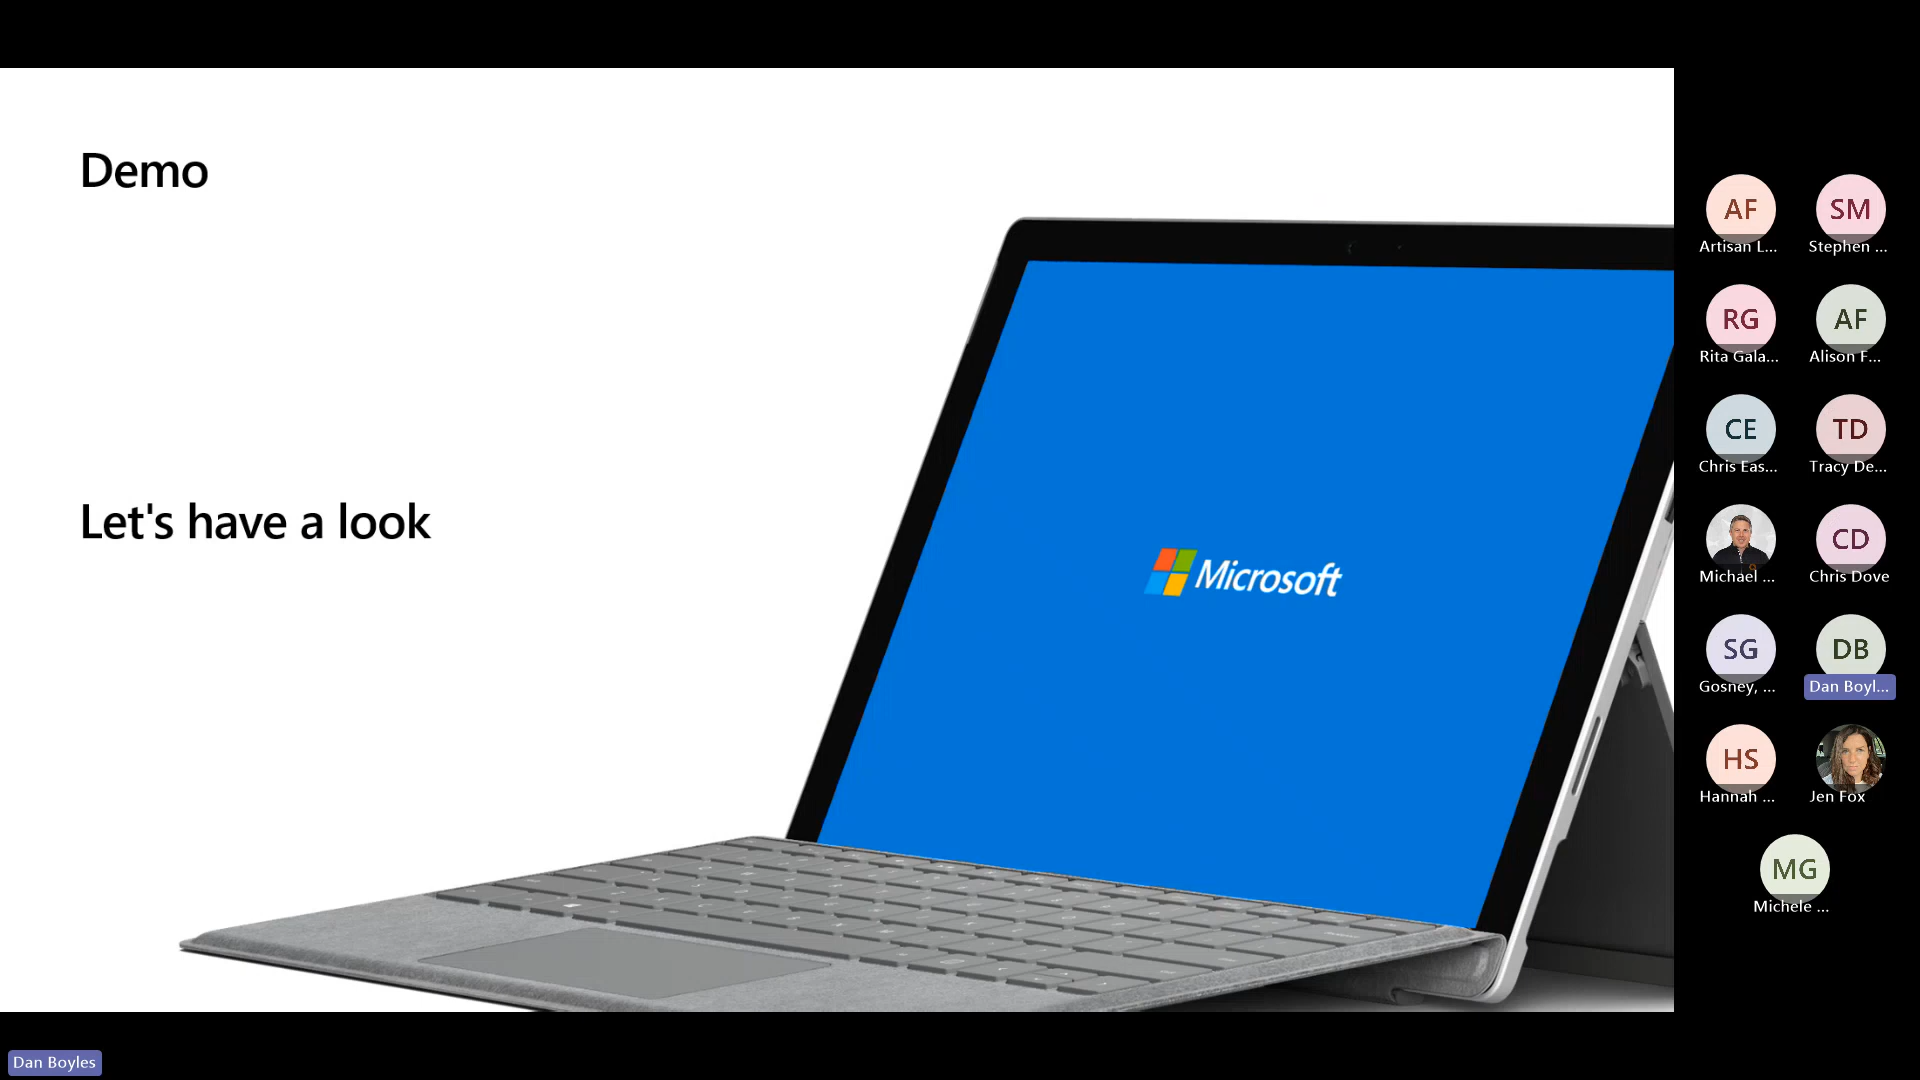 Demo
Let's have a look
Microsoft
AF
Artisan L...
SM
Stephen ...
RG
Rita Gala...
AF
Alison F...
CE
Chris Eas...
TD
Tracy De...
Michael ...
CD
Chris Dove
SG
Gosney, ...
DB
Dan Boyl...
HS
Hannah ...
Jen Fox
MG
Michele ...
Dan Boyles